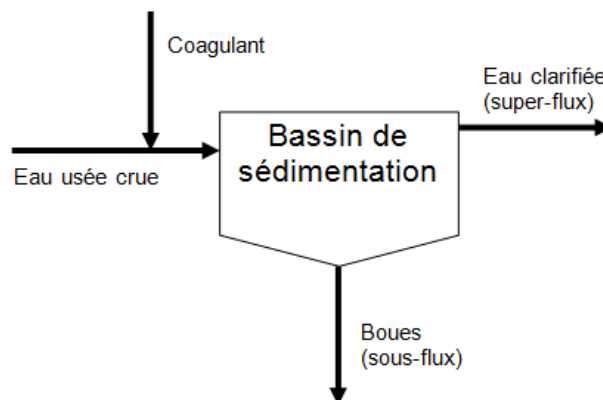 Coagulant
Eau clarifiée
(super-flux)
Bassin de
sédimentation
Eau usée crue
Boues
(sous-flux)